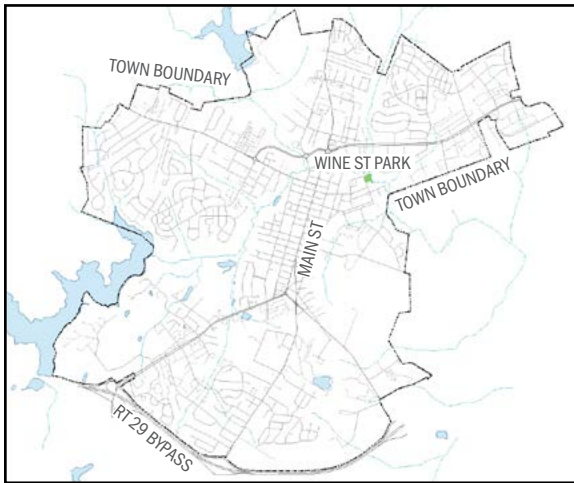 TOWN BOUNDARY
WINE ST PARK
TOWN BOUNDARY
MAIN ST
RT 29 BYPASS